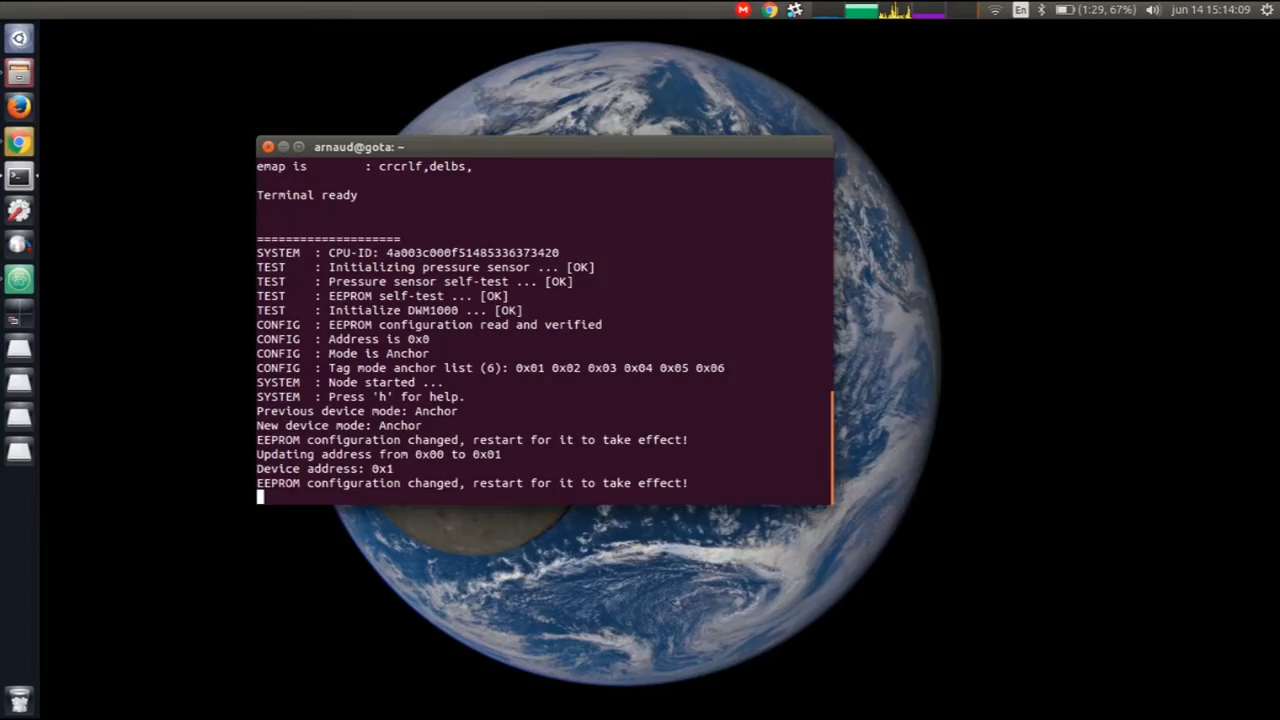 En
(1:29, 67%)
jun 14 15:14:09
arnaud@gota: ~
emap is        : crcrlf,delbs,
Terminal ready
====================
SYSTEM  : CPU-ID: 4a003c000f51485336373420
TEST    : Initializing pressure sensor ... [OK]
TEST    : Pressure sensor self-test ... [OK]
TEST    : EEPROM self-test ... [OK]
TEST    : Initialize DWM1000 ... [OK]
CONFIG  : EEPROM configuration read and verified
CONFIG  : Address is 0x0
CONFIG  : Mode is Anchor
CONFIG  : Tag mode anchor list (6): 0x01 0x02 0x03 0x04 0x05 0x06
SYSTEM  : Node started ...
SYSTEM  : Press 'h' for help.
Previous device mode: Anchor
New device mode: Anchor
EEPROM configuration changed, restart for it to take effect!
Updating address from 0x00 to 0x01
Device address: 0x1
EEPROM configuration changed, restart for it to take effect!